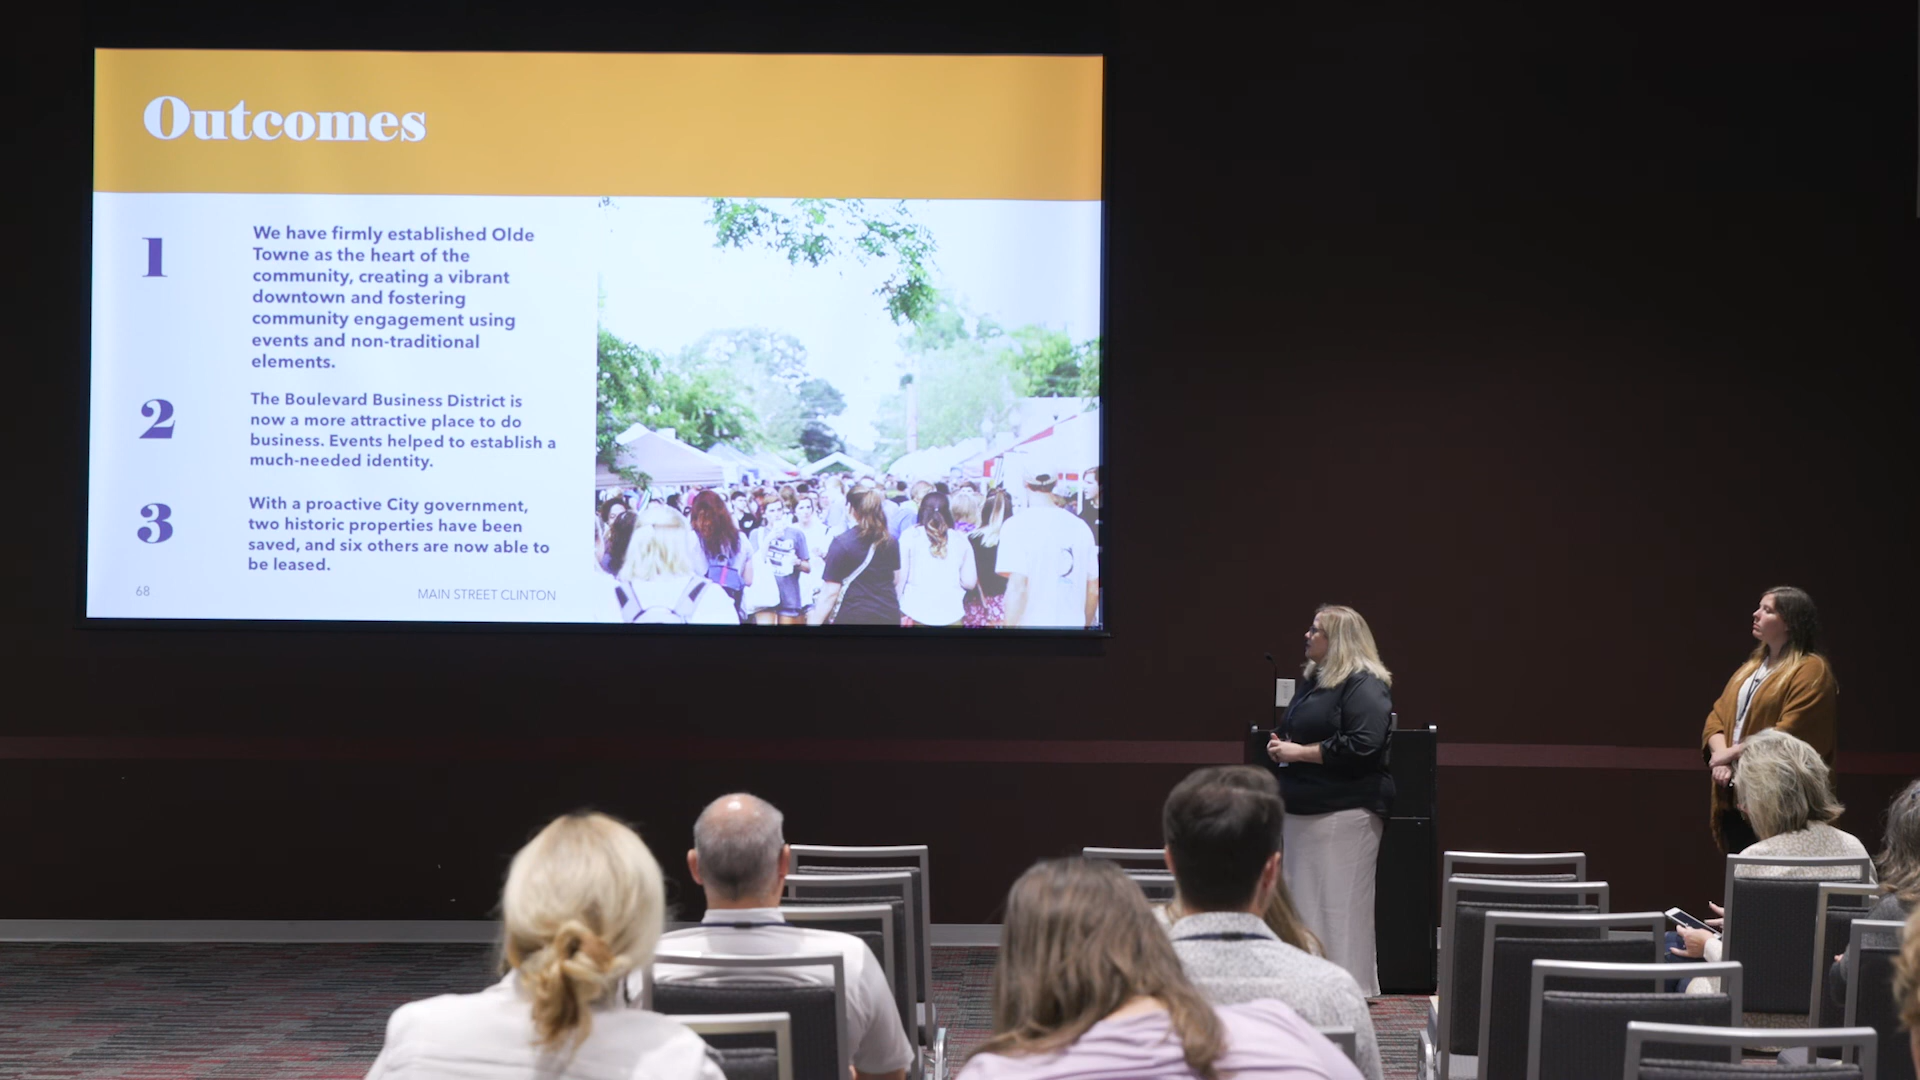 Outcomes
1
We have firmly established Olde
Towne as the heart of the
community, creating a vibrant
downtown and fostering
community engagement using
events and non-traditional
elements.
2
The Boulevard Business District is
now a more attractive place to do
business. Events helped to establish a
much-needed identity.
3
With a proactive City government,
two historic properties have been
saved, and six others are now able to
be leased.
68
MAIN STREET CLINTON